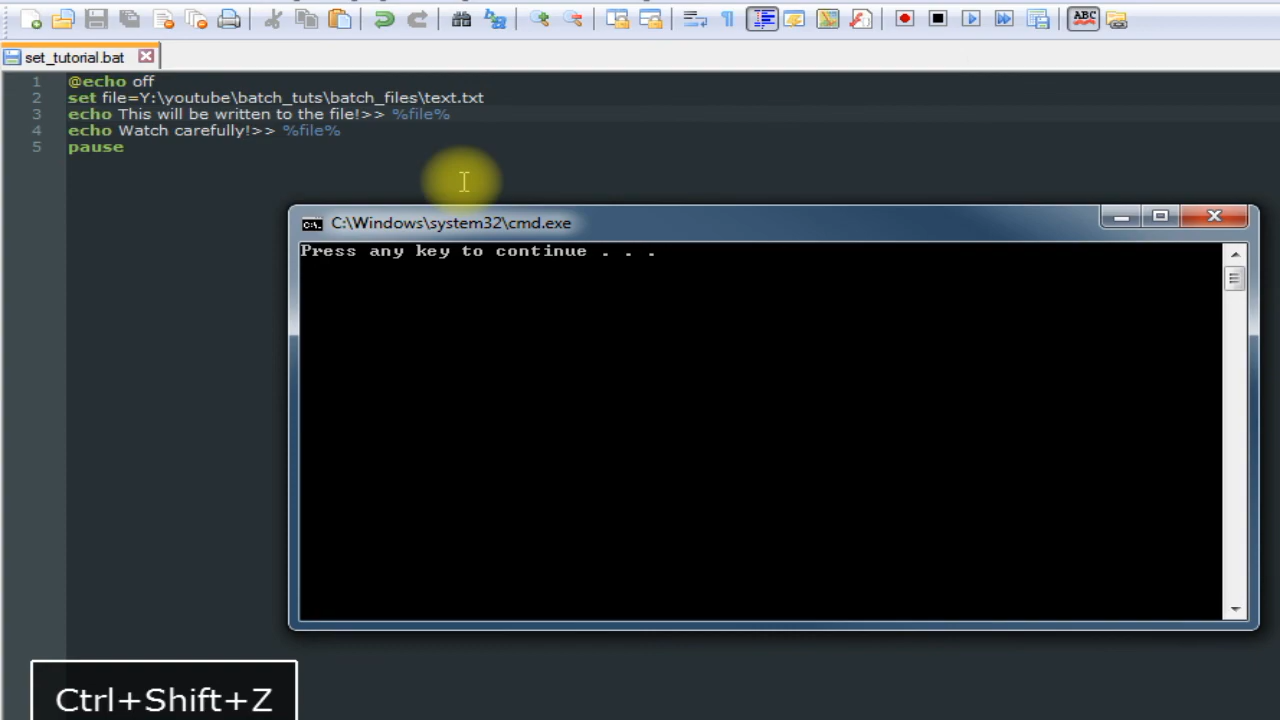 ABC
set_tutorial.bat
1 @echo off
2 set file=Y:\youtube\batch_tuts\batch_files\text.txt
3 echo This will be written to the file!>> %file%
4 echo Watch carefully!>> %file%
5 pause
C:\Windows\system32\cmd.exe
Press any key to continue . . .
Ctrl+Shift+Z